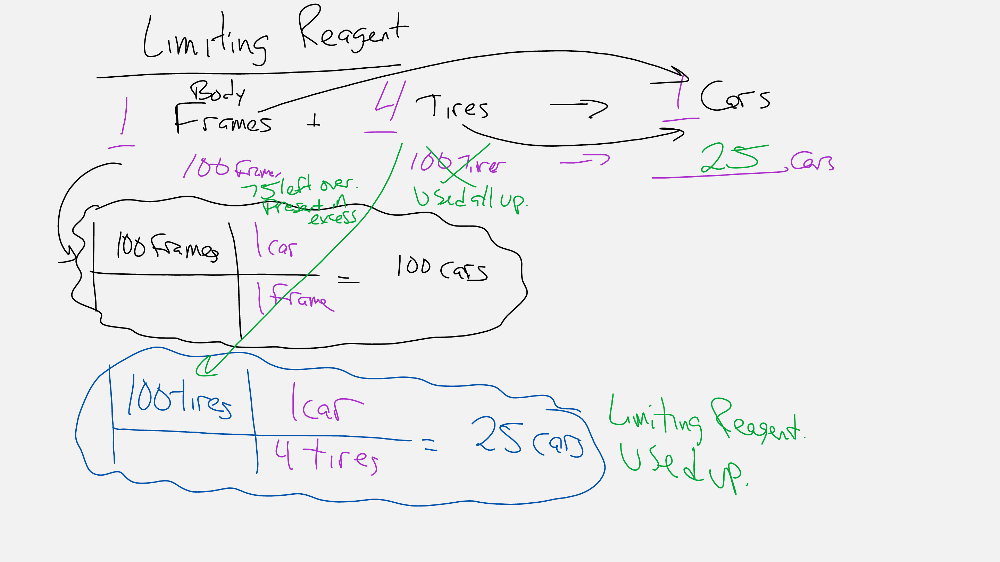 Limiting Reagent
1 Body Frames + 4 Tires → 1 Cars
100 Frames 100 Tires → 25 Cars
75 left over. Used all up.
Present in
excess
100 Frames 1 car
= 100 cars
1 Frame
100 tires 1 car
= 25 cars
4 tires
Limiting Reagent.
Used up.